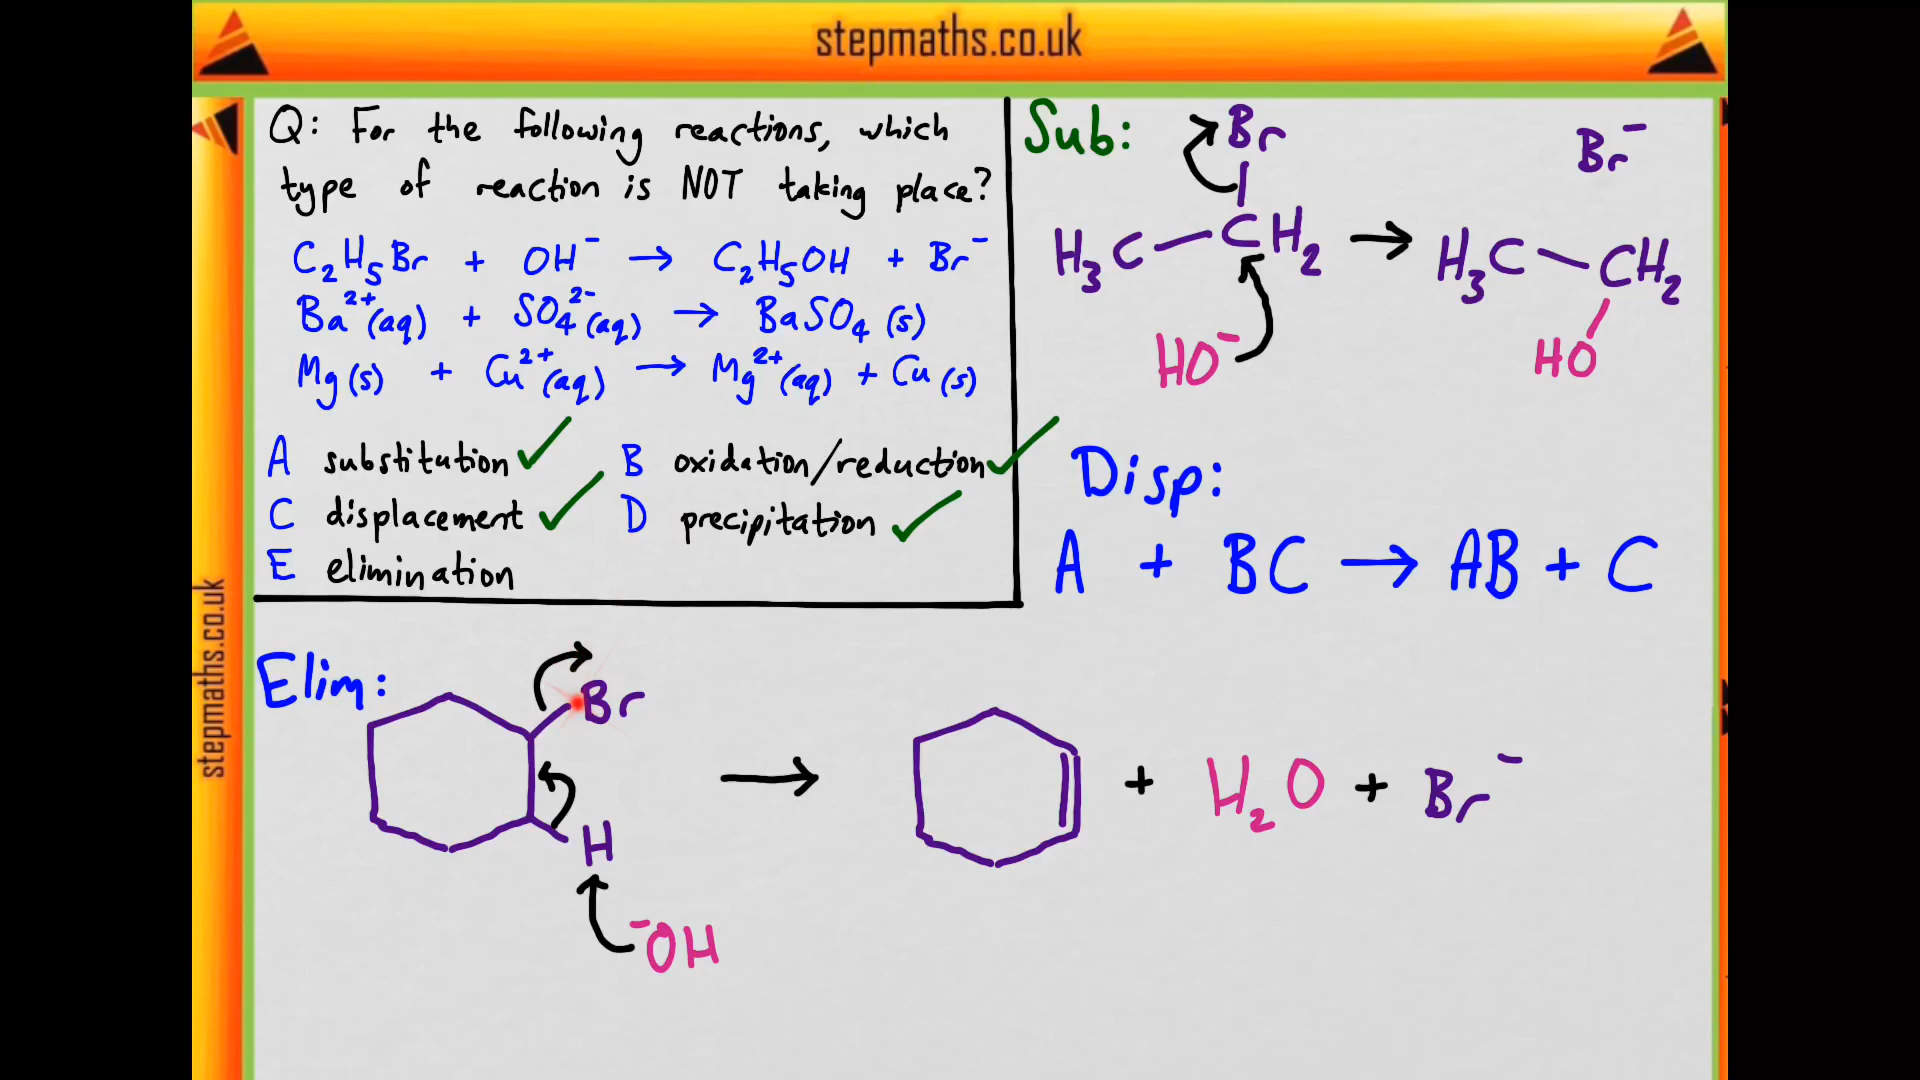 stepmaths.co.uk
Q: For the following reactions, which
type of reaction is NOT taking place?
C₂H₅Br + OH⁻ → C₂H₅OH + Br⁻
Ba²⁺(aq) + SO₄²⁻(aq) → BaSO₄(s)
Mg(s) + Cu²⁺(aq) → Mg²⁺(aq) + Cu(s)
A substitution ✓ B oxidation/reduction ✓
C displacement ✓ D precipitation ✓
E elimination
Sub:
Br
H₃C — CH₂ →
HO⁻
Br⁻
H₃C — CH₂
HO
Disp:
A + BC → AB + C
Elim:
Br
H
⁻OH
→ + H₂O + Br⁻
stepmaths.co.uk